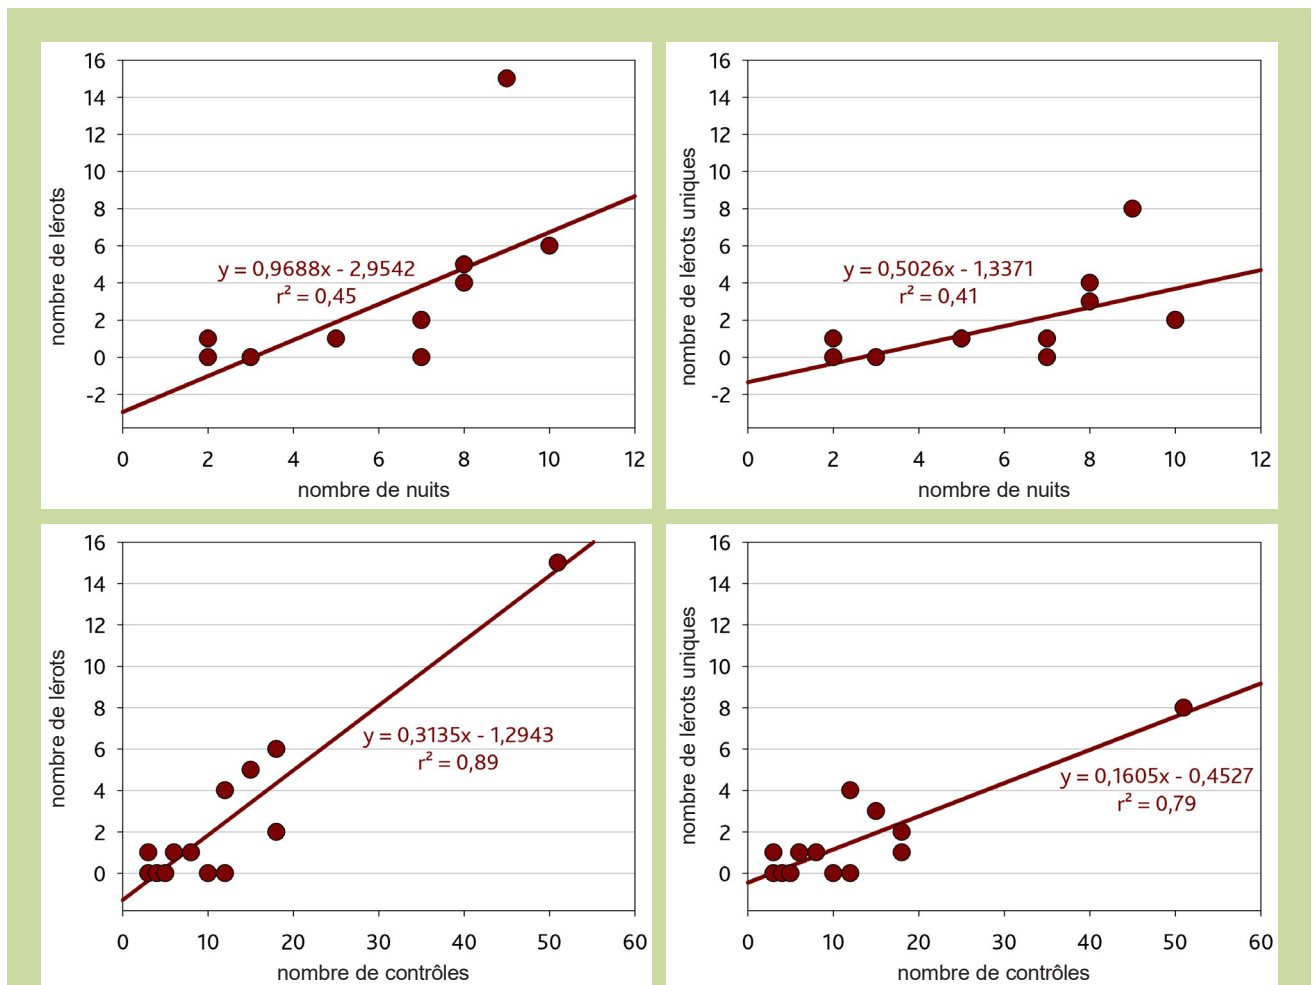 16
14
12
10
8
6
4
2
0
-2
nombre de lérots
y = 0,9688x - 2,9542
r² = 0,45
0 2 4 6 8 10 12
nombre de nuits
16
14
12
10
8
6
4
2
0
-2
nombre de lérots uniques
y = 0,5026x - 1,3371
r² = 0,41
0 2 4 6 8 10 12
nombre de nuits
16
14
12
10
8
6
4
2
0
nombre de lérots
y = 0,3135x - 1,2943
r² = 0,89
0 10 20 30 40 50 60
nombre de contrôles
16
14
12
10
8
6
4
2
0
nombre de lérots uniques
y = 0,1605x - 0,4527
r² = 0,79
0 10 20 30 40 50 60
nombre de contrôles